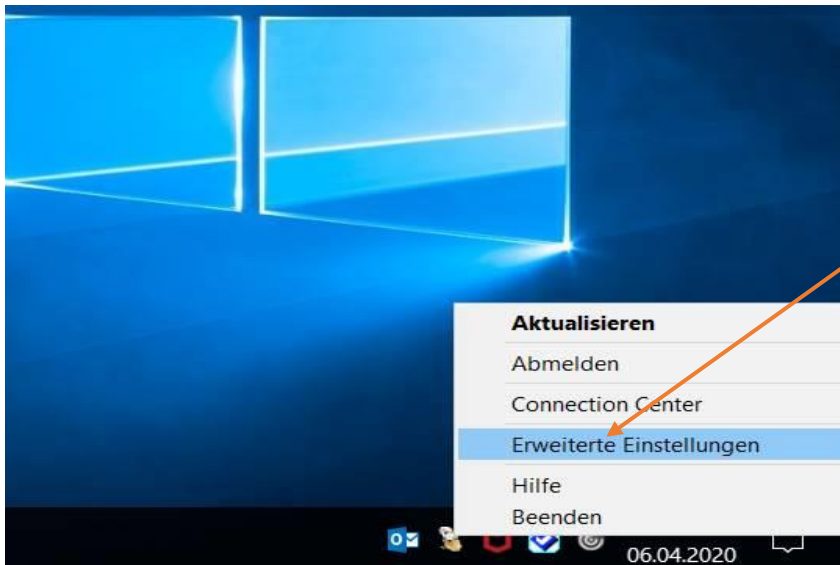 Aktualisieren
Abmelden
Connection Center
Erweiterte Einstellungen
Hilfe
Beenden
06.04.2020